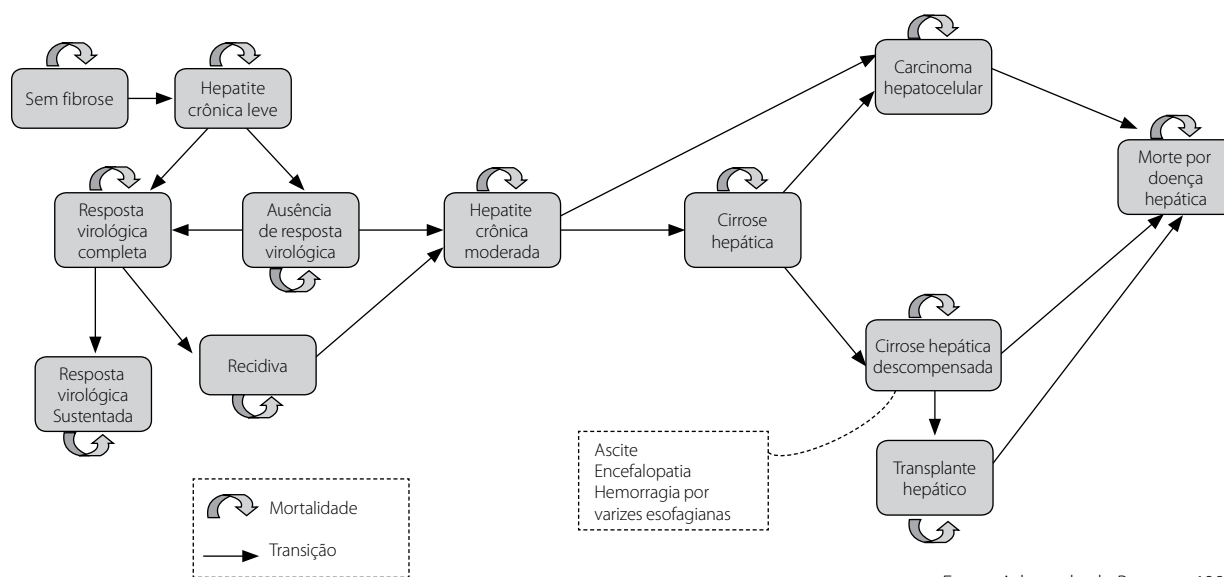 Sem fibrose
Hepatite
crônica leve
Resposta
virológica
completa
Ausência
de resposta
virológica
Hepatite
crônica
moderada
Resposta
virológica
Sustentada
Recidiva
Cirrose
hepática
Carcinoma
hepatocelular
Morte por
doença
hepática
Cirrose hepática
descompensada
Ascite
Encefalopatia
Hemorragia por
varizes esofagianas
Transplante
hepático
Mortalidade
Transição